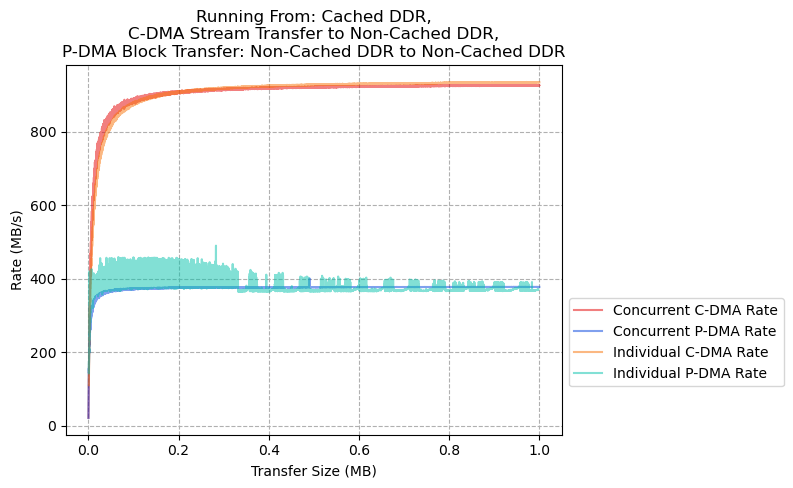 Running From: Cached DDR,
C-DMA Stream Transfer to Non-Cached DDR,
P-DMA Block Transfer: Non-Cached DDR to Non-Cached DDR
800
600
400
200
0
Rate (MB/s)
0.0 0.2 0.4 0.6 0.8 1.0
Transfer Size (MB)
Concurrent C-DMA Rate
Concurrent P-DMA Rate
Individual C-DMA Rate
Individual P-DMA Rate